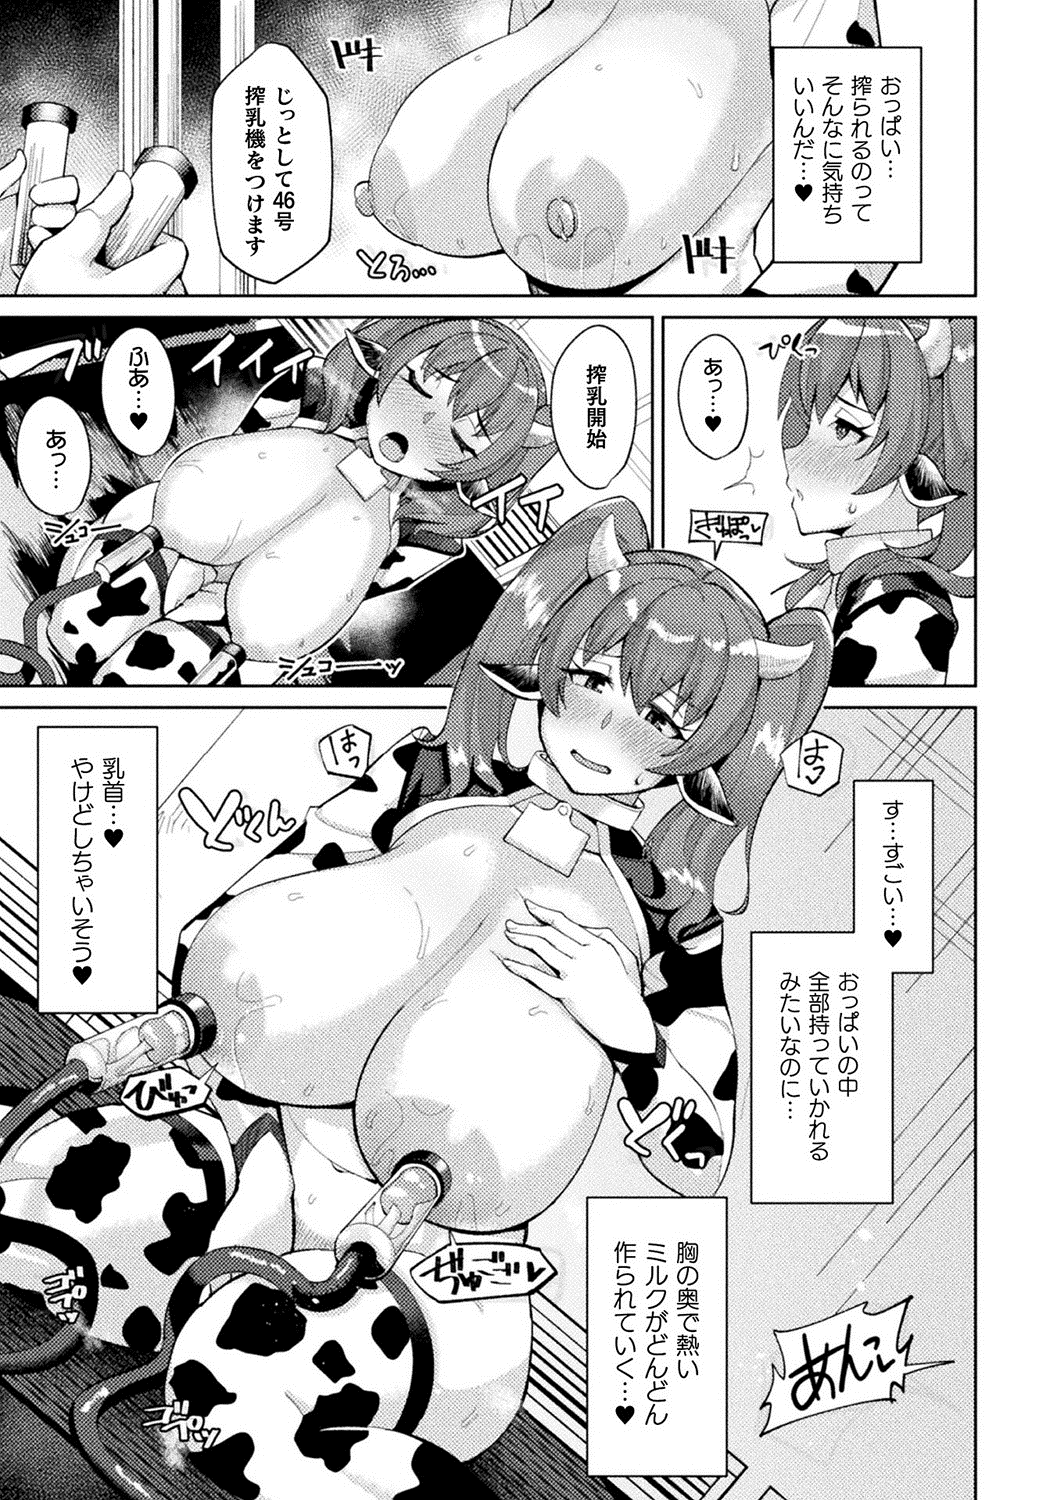 おっぱい…
搾られるのって
そんなに気持ち
いいんだ…♥
ドキ
じっとして46号
搾乳機をつけます
ドキ
とろ…
ぴくっ
あっ…♥
きゅぽっ
搾乳開始
イイイ
イイイ
ふあ…♥
あっ…
シュコー
シュコーーッ
はっ
はっ
す…すごい…♥
おっぱいの中
全部持っていかれる
みたいなのに…
どくん
乳首…♥
やけどしちゃいそう♥
びゅっ
どくっ
ぢゅごっ
胸の奥で熱い
ミルクがどんどん
作られていく…♥
あんっ